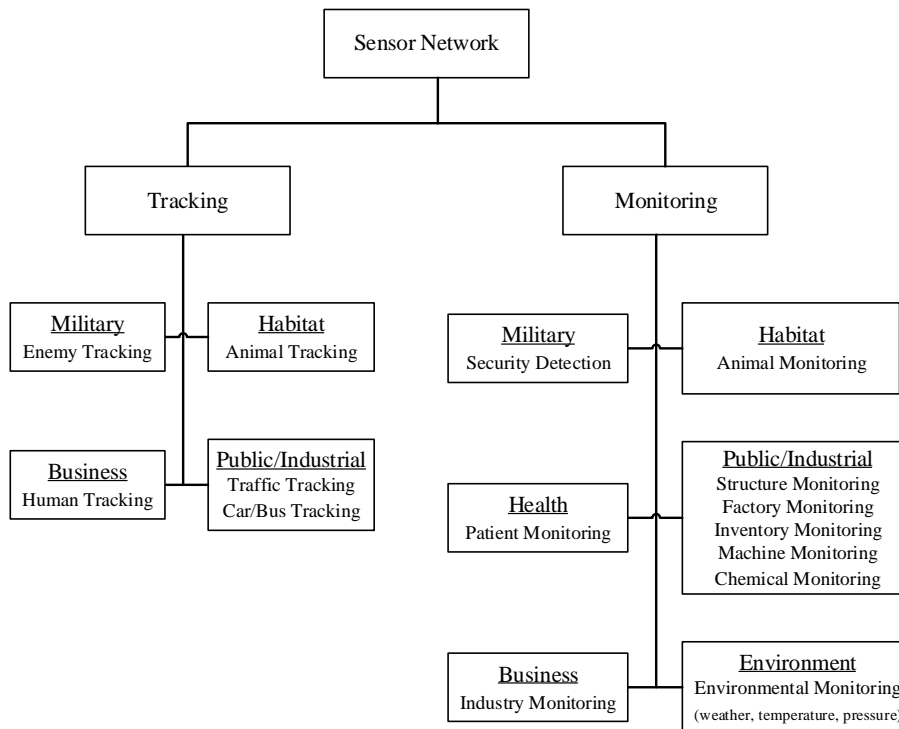 Sensor Network
Tracking
Monitoring
Military
Enemy Tracking
Habitat
Animal Tracking
Business
Human Tracking
Public/Industrial
Traffic Tracking
Car/Bus Tracking
Military
Security Detection
Habitat
Animal Monitoring
Health
Patient Monitoring
Public/Industrial
Structure Monitoring
Factory Monitoring
Inventory Monitoring
Machine Monitoring
Chemical Monitoring
Business
Industry Monitoring
Environment
Environmental Monitoring
(weather, temperature, pressure)